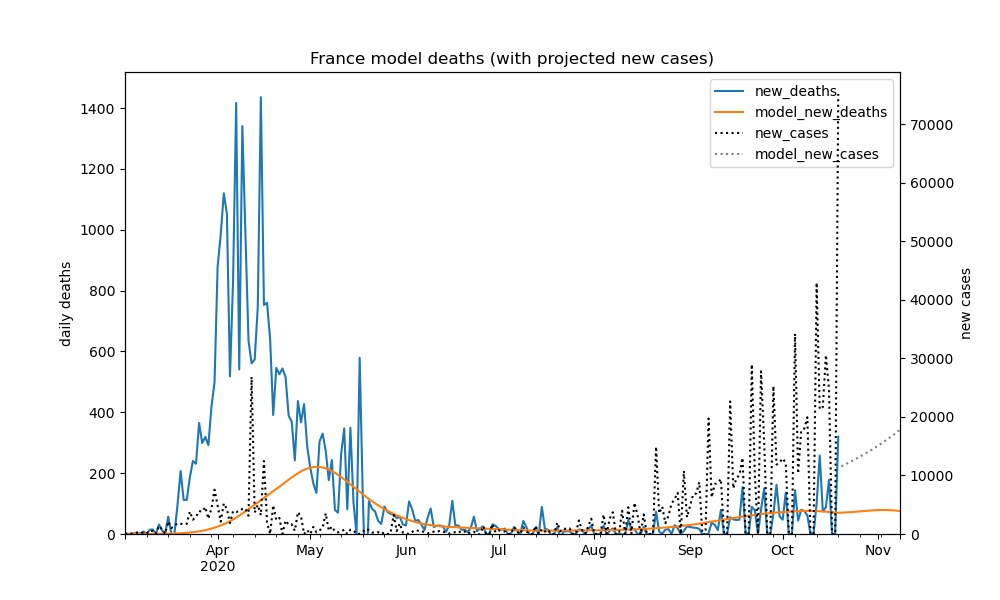 France model deaths (with projected new cases)
new_deaths
model_new_deaths
new_cases
model_new_cases
1400
1200
1000
800
600
400
200
0
daily deaths
70000
60000
50000
40000
30000
20000
10000
0
new cases
Apr
May
Jun
Jul
Aug
Sep
Oct
Nov
2020